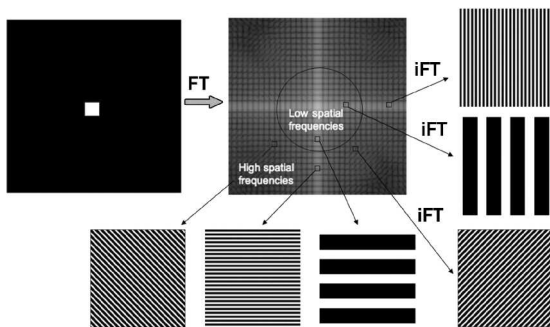 FT
iFT
Low spatial
frequencies
iFT
High spatial
frequencies
iFT